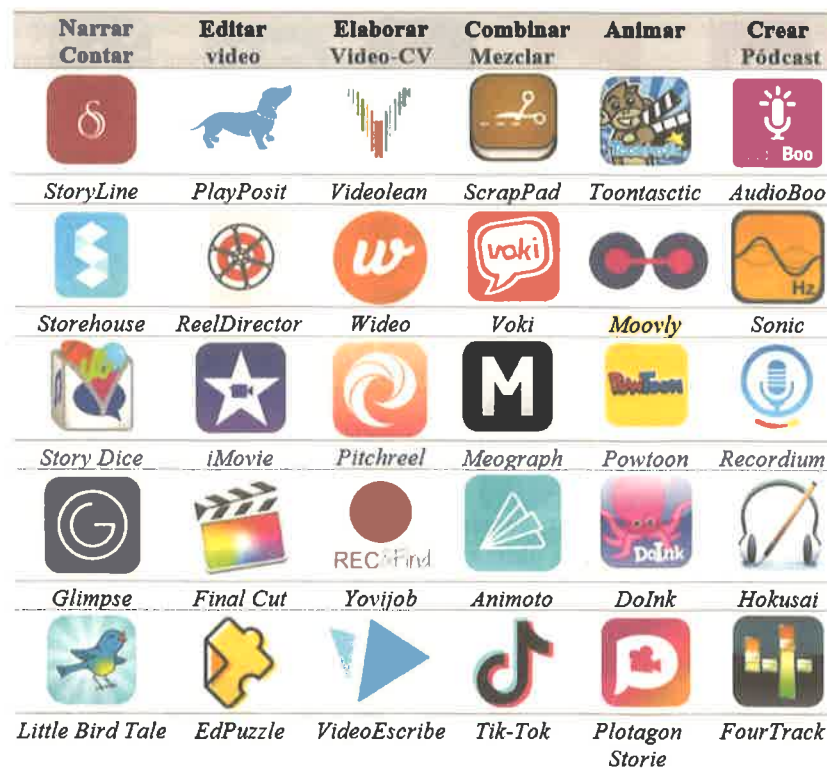 Narrar Editar Elaborar Combinar Animar Crear
Contar video Video-CV Mezclar Pódcast
Boo
StoryLine PlayPosit Videolean ScrapPad Toontasctic AudioBoo
w voki Hz
Storehouse ReelDirector Wideo Voki Moovly Sonic
M PowToon
Story Dice iMovie Pitchreel Meograph Powtoon Recordium
G REC Find DoInk
Glimpse Final Cut Yovijob Animoto DoInk Hokusai
Little Bird Tale EdPuzzle VideoEscribe Tik-Tok Plotagon FourTrack
Storie